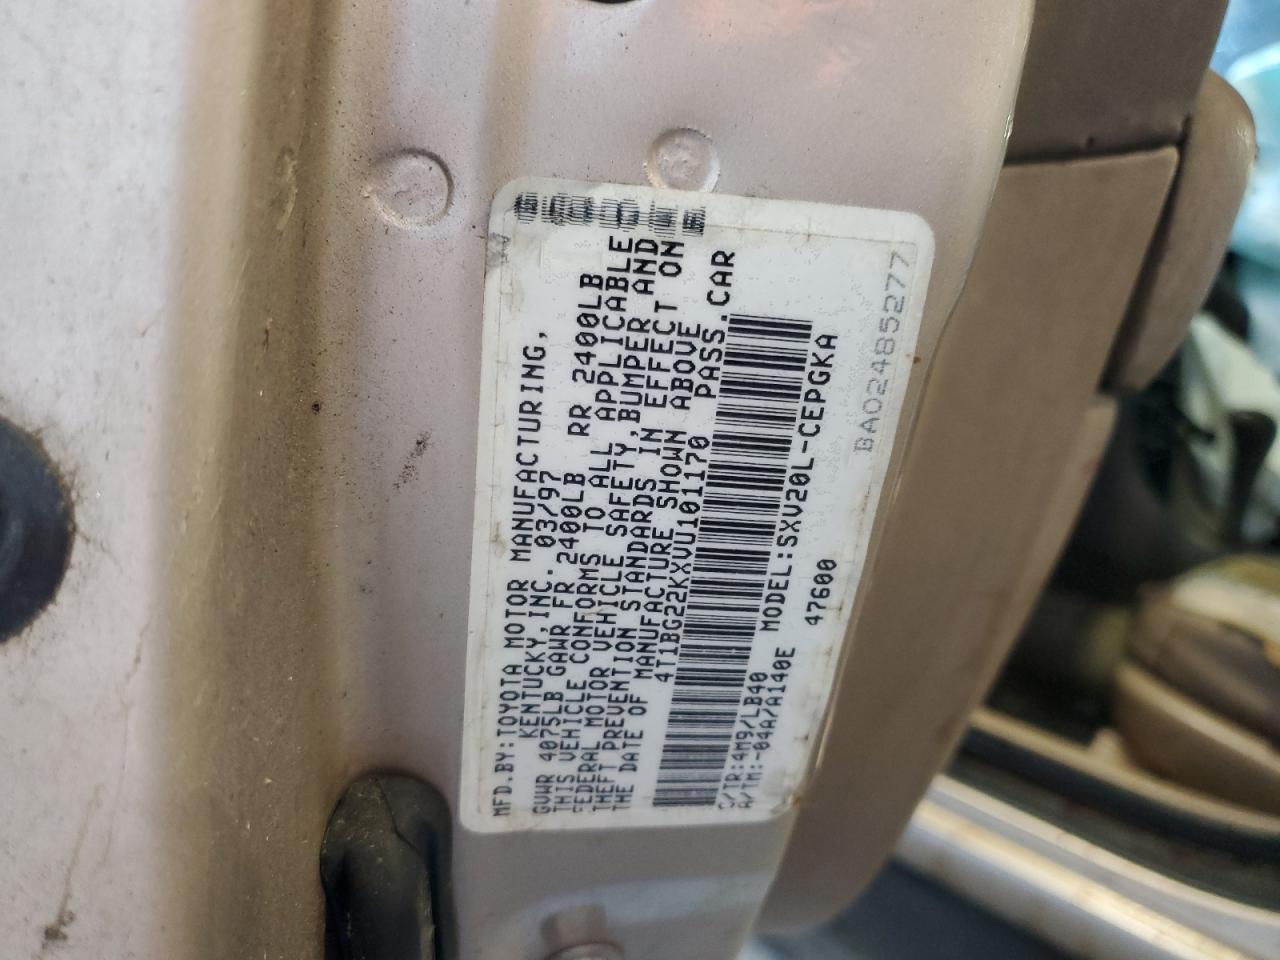 MFD.BY:TOYOTA MOTOR MANUFACTURING,
KENTUCKY,INC. 03/97
GVWR 4075LB GAWR FR 2400LB RR 2400LB
THIS VEHICLE CONFORMS TO ALL APPLICABLE
FEDERAL MOTOR VEHICLE SAFETY,BUMPER AND
THEFT PREVENTION STANDARDS IN EFFECT ON
THE DATE OF MANUFACTURE SHOWN ABOVE
4T1BG22KXVU101170 PASS.CAR
C/TR:4M9/LB40 MODEL:SXV20L-CEPGKA
A/TM:-04A/A140E 47600
BA02485277